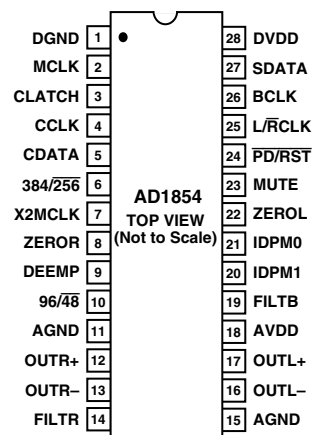 DGND 1 28 DVDD
MCLK 2 27 SDATA
CLATCH 3 26 BCLK
CCLK 4 25 L/R̅CLK
CDATA 5 24 P̅D̅/R̅S̅T̅
384/2̅5̅6̅ 6 23 MUTE
X2MCLK 7 AD1854 22 ZEROL
ZEROR 8 TOP VIEW (Not to Scale) 21 IDPM0
DEEMP 9 20 IDPM1
96/4̅8̅ 10 19 FILTB
AGND 11 18 AVDD
OUTR+ 12 17 OUTL+
OUTR– 13 16 OUTL–
FILTR 14 15 AGND